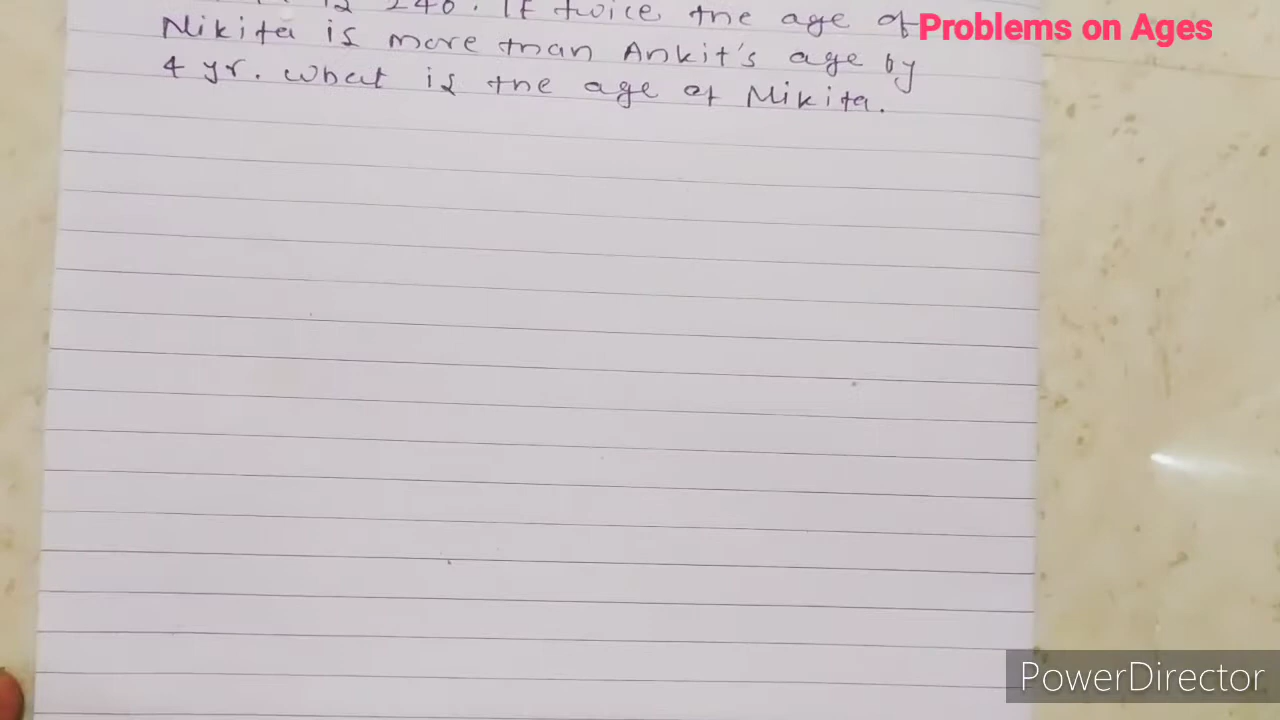 is 240. If twice the age of
Problems on Ages
Nikita is more than Ankit's age by
4 yr. What is the age of Nikita.
PowerDirector